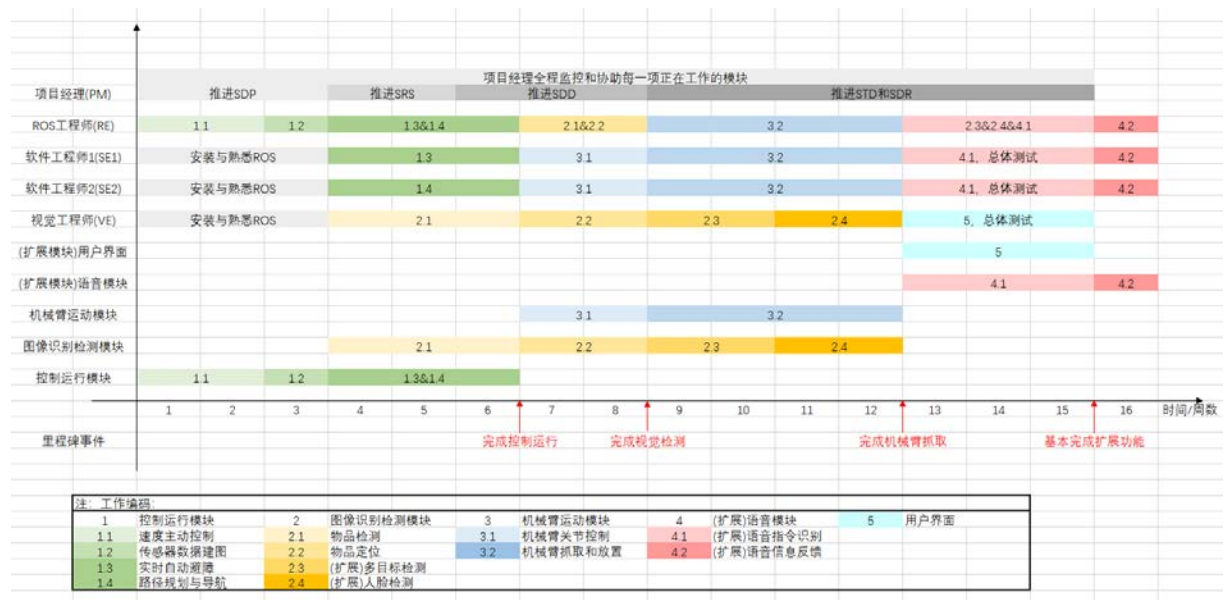 项目经理全程监控和协助每一项正在工作的模块
项目经理(PM) 推进SDP 推进SRS 推进SDD 推进STD和SDR
ROS工程师(RE) 1.1 1.2 1.3&1.4 2.1&2.2 3.2 2.3&2.4&4.1 4.2
软件工程师1(SE1) 安装与熟悉ROS 1.3 3.1 3.2 4.1, 总体测试 4.2
软件工程师2(SE2) 安装与熟悉ROS 1.4 3.1 3.2 4.1, 总体测试 4.2
视觉工程师(VE) 安装与熟悉ROS 2.1 2.2 2.3 2.4 5, 总体测试
(扩展模块)用户界面 5
(扩展模块)语音模块 4.1 4.2
机械臂运动模块 3.1 3.2
图像识别检测模块 2.1 2.2 2.3 2.4
控制运行模块 1.1 1.2 1.3&1.4
1 2 3 4 5 6 7 8 9 10 11 12 13 14 15 16 时间/周数
里程碑事件 完成控制运行 完成视觉检测 完成机械臂抓取 基本完成扩展功能
注: 工作编码:
1 控制运行模块 2 图像识别检测模块 3 机械臂运动模块 4 (扩展)语音模块 5 用户界面
1.1 速度主动控制 2.1 物品检测 3.1 机械臂关节控制 4.1 (扩展)语音指令识别
1.2 传感器数据建图 2.2 物品定位 3.2 机械臂抓取和放置 4.2 (扩展)语音信息反馈
1.3 实时自动避障 2.3 (扩展)多目标检测
1.4 路径规划与导航 2.4 (扩展)人脸检测